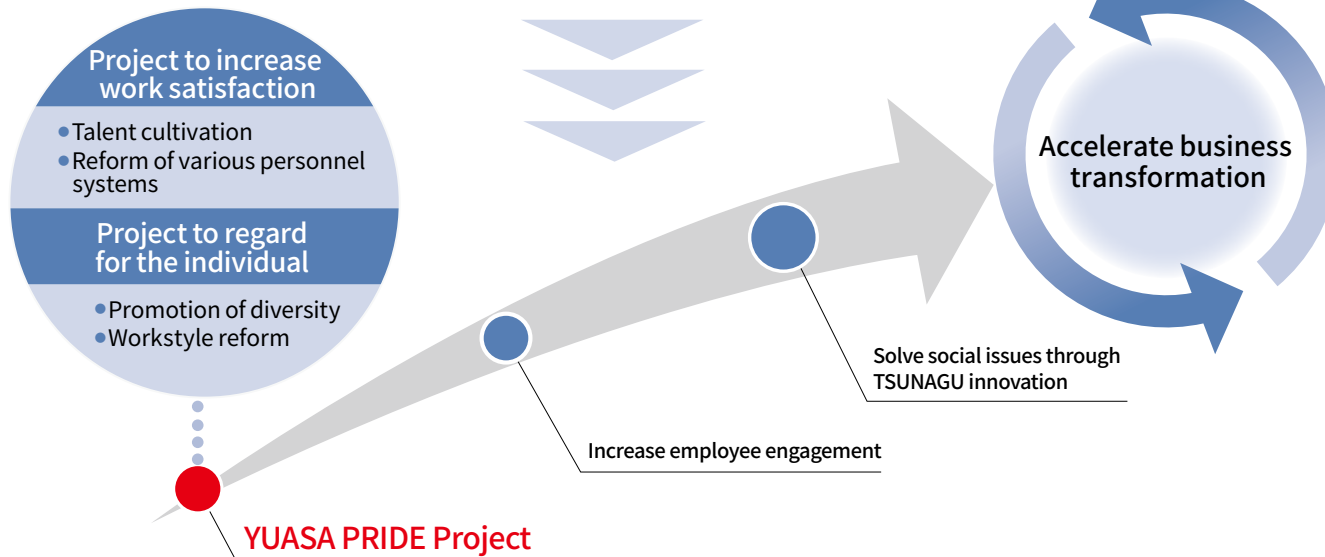 Project to increase
work satisfaction
•Talent cultivation
•Reform of various personnel
systems
Project to regard
for the individual
•Promotion of diversity
•Workstyle reform
Accelerate business
transformation
Solve social issues through
TSUNAGU innovation
Increase employee engagement
YUASA PRIDE Project